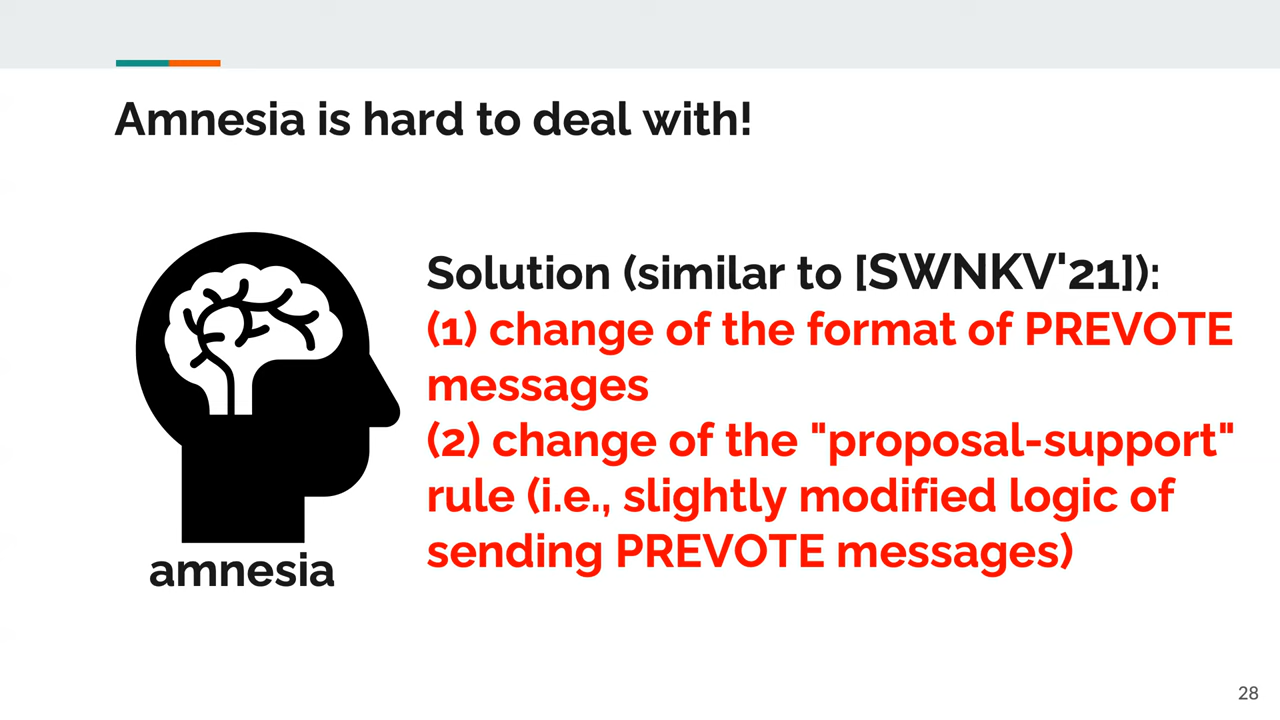 Amnesia is hard to deal with!
Solution (similar to [SWNKV'21]):
(1) change of the format of PREVOTE
messages
(2) change of the "proposal-support"
rule (i.e., slightly modified logic of
sending PREVOTE messages)
amnesia
28